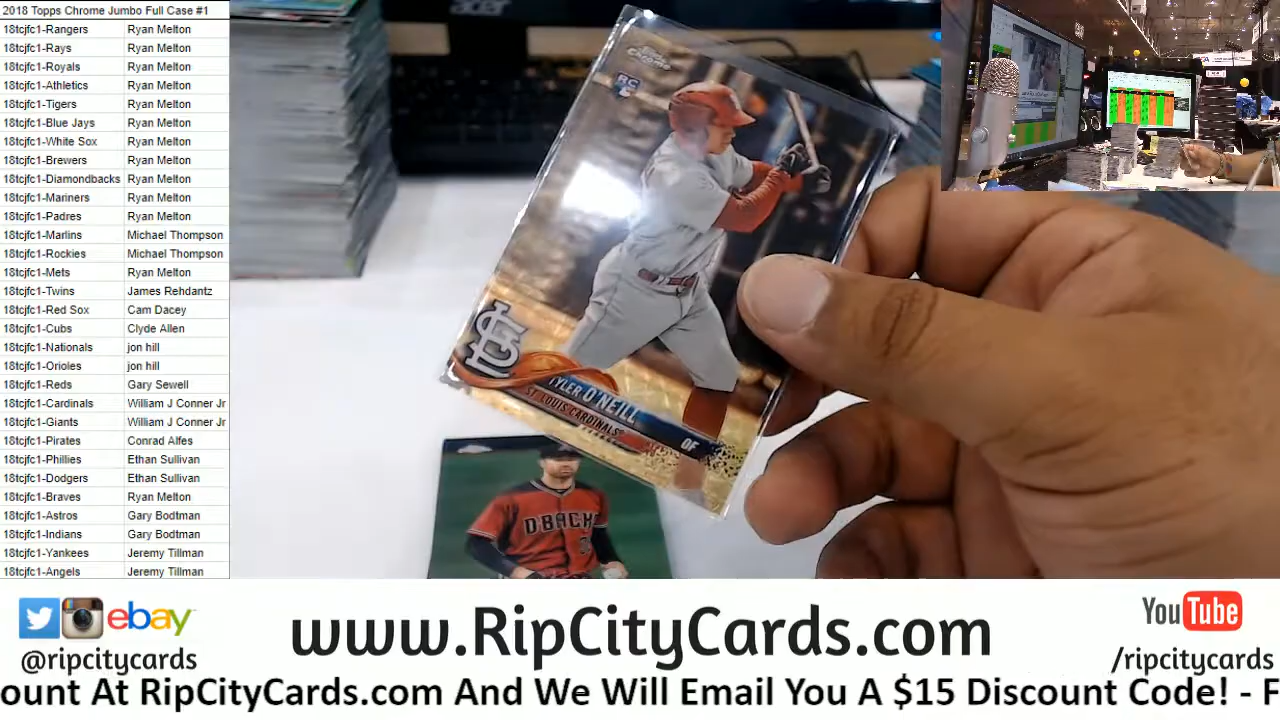 2018 Topps Chrome Jumbo Full Case #1
18tcjfc1-Rangers Ryan Melton
18tcjfc1-Rays Ryan Melton
18tcjfc1-Royals Ryan Melton
18tcjfc1-Athletics Ryan Melton
18tcjfc1-Tigers Ryan Melton
18tcjfc1-Blue Jays Ryan Melton
18tcjfc1-White Sox Ryan Melton
18tcjfc1-Brewers Ryan Melton
18tcjfc1-Diamondbacks Ryan Melton
18tcjfc1-Mariners Ryan Melton
18tcjfc1-Padres Ryan Melton
18tcjfc1-Marlins Michael Thompson
18tcjfc1-Rockies Michael Thompson
18tcjfc1-Mets Ryan Melton
18tcjfc1-Twins James Rehdantz
18tcjfc1-Red Sox Cam Dacey
18tcjfc1-Cubs Clyde Allen
18tcjfc1-Nationals jon hill
18tcjfc1-Orioles jon hill
18tcjfc1-Reds Gary Sewell
18tcjfc1-Cardinals William J Conner Jr
18tcjfc1-Giants William J Conner Jr
18tcjfc1-Pirates Conrad Alfes
18tcjfc1-Phillies Ethan Sullivan
18tcjfc1-Dodgers Ethan Sullivan
18tcjfc1-Braves Ryan Melton
18tcjfc1-Astros Gary Bodtman
18tcjfc1-Indians Gary Bodtman
18tcjfc1-Yankees Jeremy Tillman
18tcjfc1-Angels Jeremy Tillman
acer
Topps
Chrome
RC
STL
TYLER O'NEILL
ST. LOUIS CARDINALS
OF
D-BACKS
ebay
@ripcitycards
www.RipCityCards.com
YouTube
/ripcitycards
ount At RipCityCards.com And We Will Email You A $15 Discount Code! - F